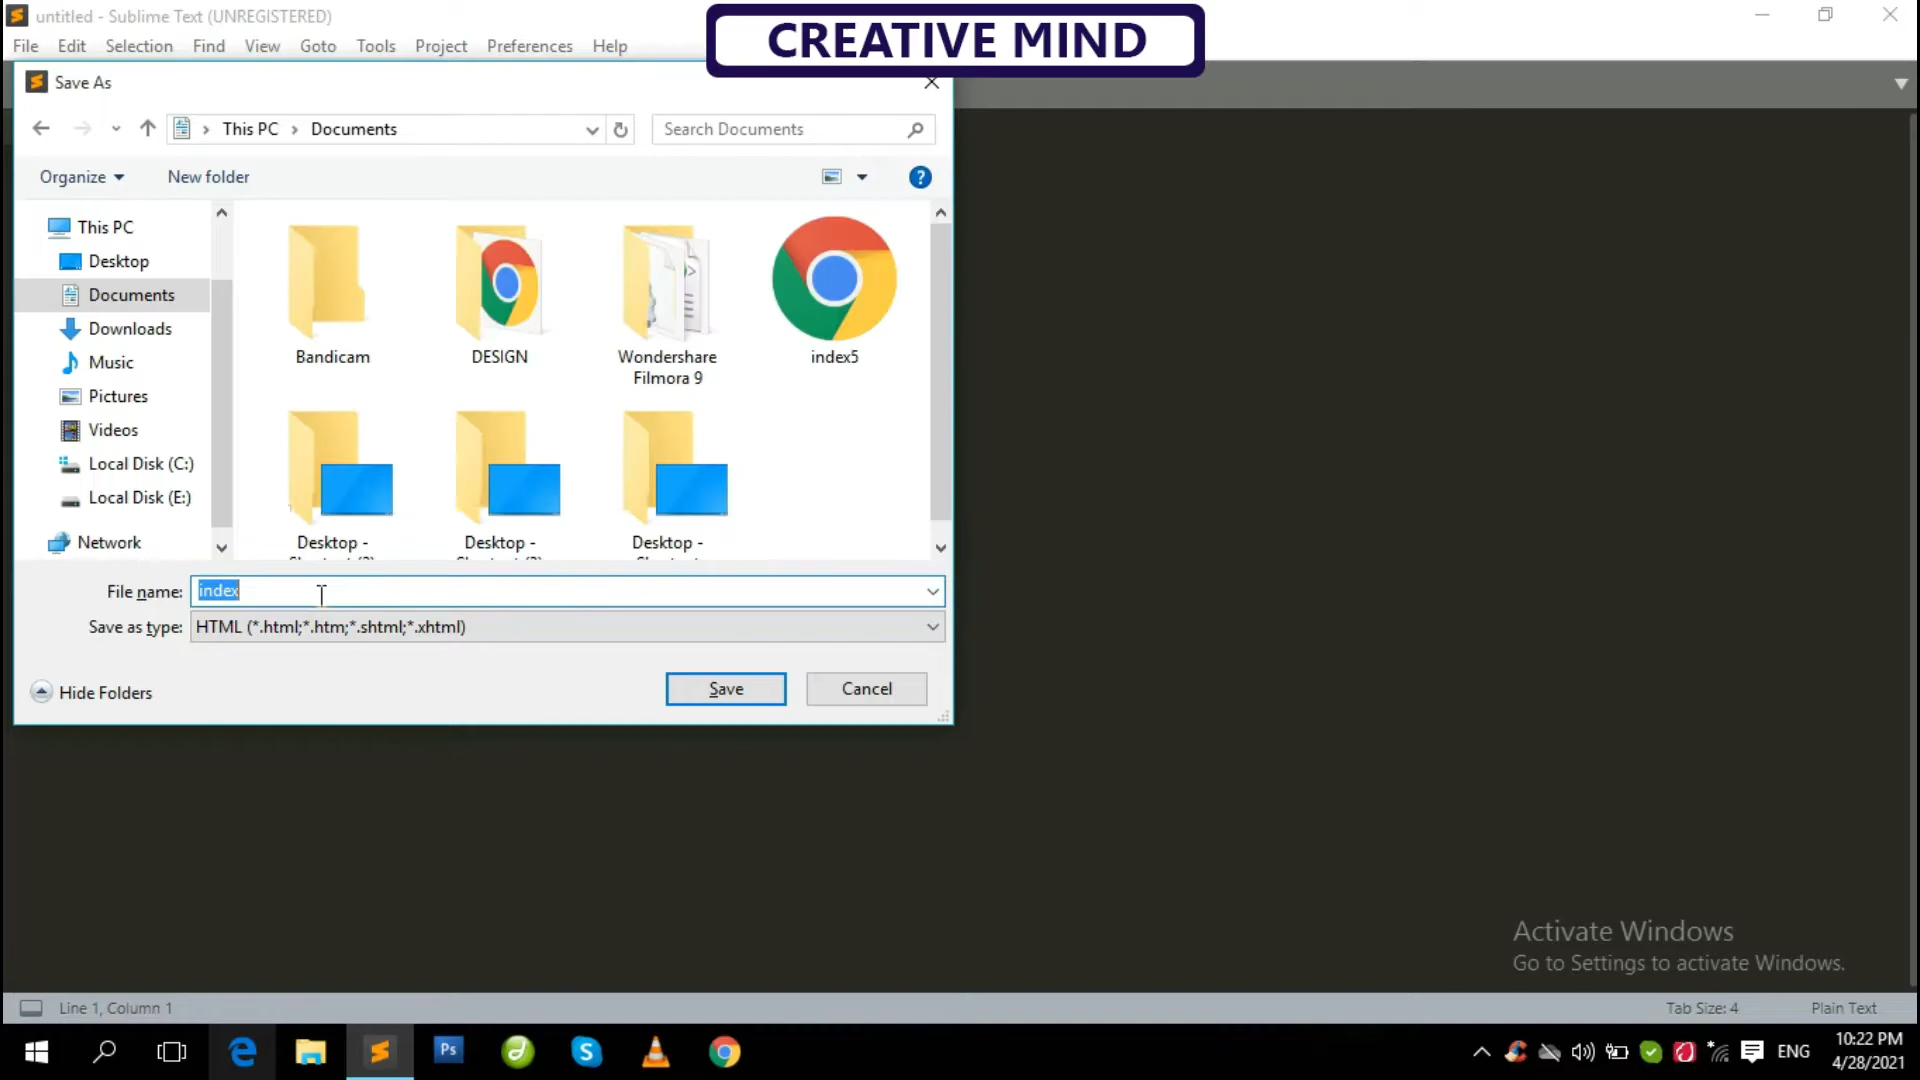 untitled - Sublime Text (UNREGISTERED)
CREATIVE MIND
File Edit Selection Find View Goto Tools Project Preferences Help
Save As
This PC > Documents
Search Documents
Organize
New folder
This PC
Desktop
Documents
Downloads
Music
Pictures
Videos
Local Disk (C:)
Local Disk (E:)
Network
Bandicam
DESIGN
Wondershare
Filmora 9
index5
Desktop -
Desktop -
Desktop -
File name: index
Save as type: HTML (*.html;*.htm;*.shtml;*.xhtml)
Hide Folders
Save
Cancel
Activate Windows
Go to Settings to activate Windows.
Line 1, Column 1
Tab Size: 4
Plain Text
Ps
ENG
10:22 PM
4/28/2021